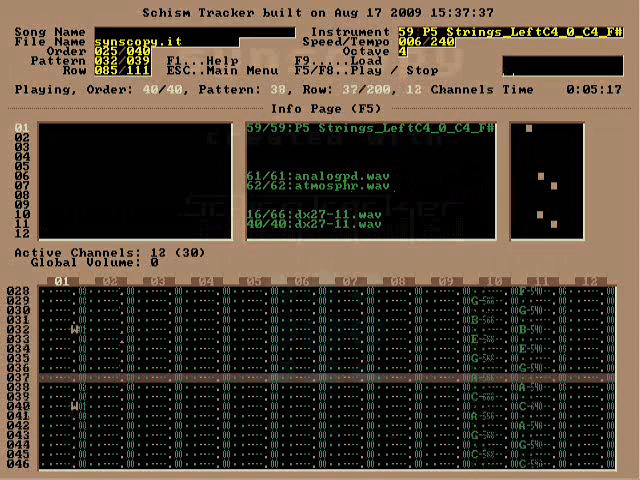 Schism Tracker built on Aug 17 2009 15:37:37
Song Name Instrument 59 P5 Strings_LeftC4_0_C4_F#
File Name synscopy.it Speed/Tempo 006/240
Order 025/040 Octave 4
Pattern 032/039 F1...Help F9.....Load
Row 085/111 ESC..Main Menu F5/F8..Play / Stop
Playing, Order: 40/40, Pattern: 38, Row: 37/200, 12 Channels Time 0:05:17
Info Page (F5)
01 59/59:P5 Strings_LeftC4_0_C4_F#
02
03
04
05
06 61/61:analogpd.wav
07 62/62:atmosphr.wav
08
09
10 16/66:dx27-11.wav
11 40/40:dx27-11.wav
12
Active Channels: 12 (30)
Global Volume: 0
01 02 03 04 05 06 07 08 09 10 11 12
028
029
030
031
032
033
034
035
036
037
038
039
040
041
042
043
044
045
046